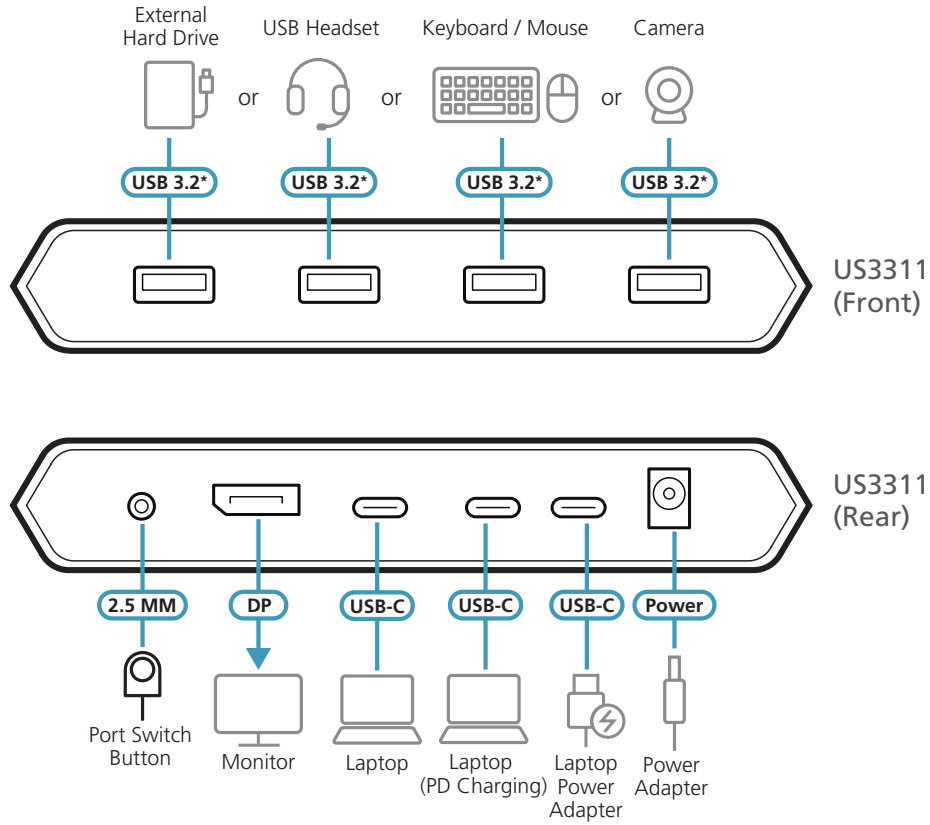 External
Hard Drive
USB Headset
Keyboard / Mouse
Camera
or
or
or
USB 3.2*
USB 3.2*
USB 3.2*
USB 3.2*
US3311
(Front)
US3311
(Rear)
2.5 MM
DP
USB-C
USB-C
USB-C
Power
Port Switch
Button
Monitor
Laptop
Laptop
(PD Charging)
Laptop
Power
Adapter
Power
Adapter